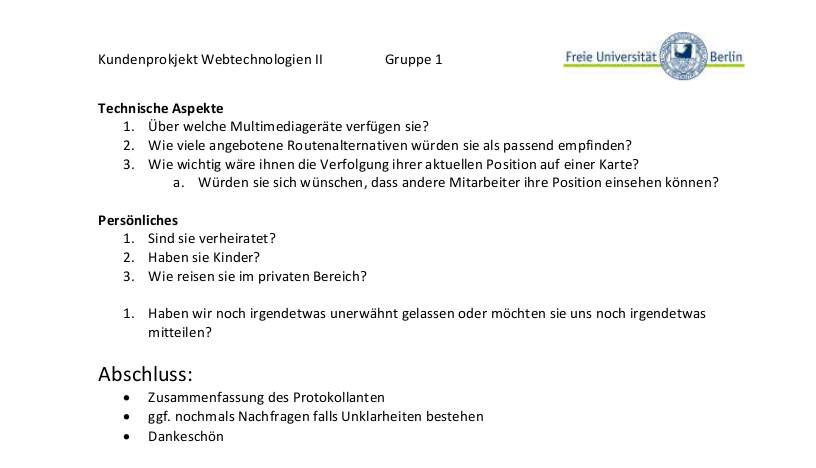 Kundenprokjekt Webtechnologien II Gruppe 1
Freie Universität Berlin
Technische Aspekte
1. Über welche Multimediageräte verfügen sie?
2. Wie viele angebotene Routenalternativen würden sie als passend empfinden?
3. Wie wichtig wäre ihnen die Verfolgung ihrer aktuellen Position auf einer Karte?
a. Würden sie sich wünschen, dass andere Mitarbeiter ihre Position einsehen können?
Persönliches
1. Sind sie verheiratet?
2. Haben sie Kinder?
3. Wie reisen sie im privaten Bereich?
1. Haben wir noch irgendetwas unerwähnt gelassen oder möchten sie uns noch irgendetwas
mitteilen?
Abschluss:
• Zusammenfassung des Protokollanten
• ggf. nochmals Nachfragen falls Unklarheiten bestehen
• Dankeschön